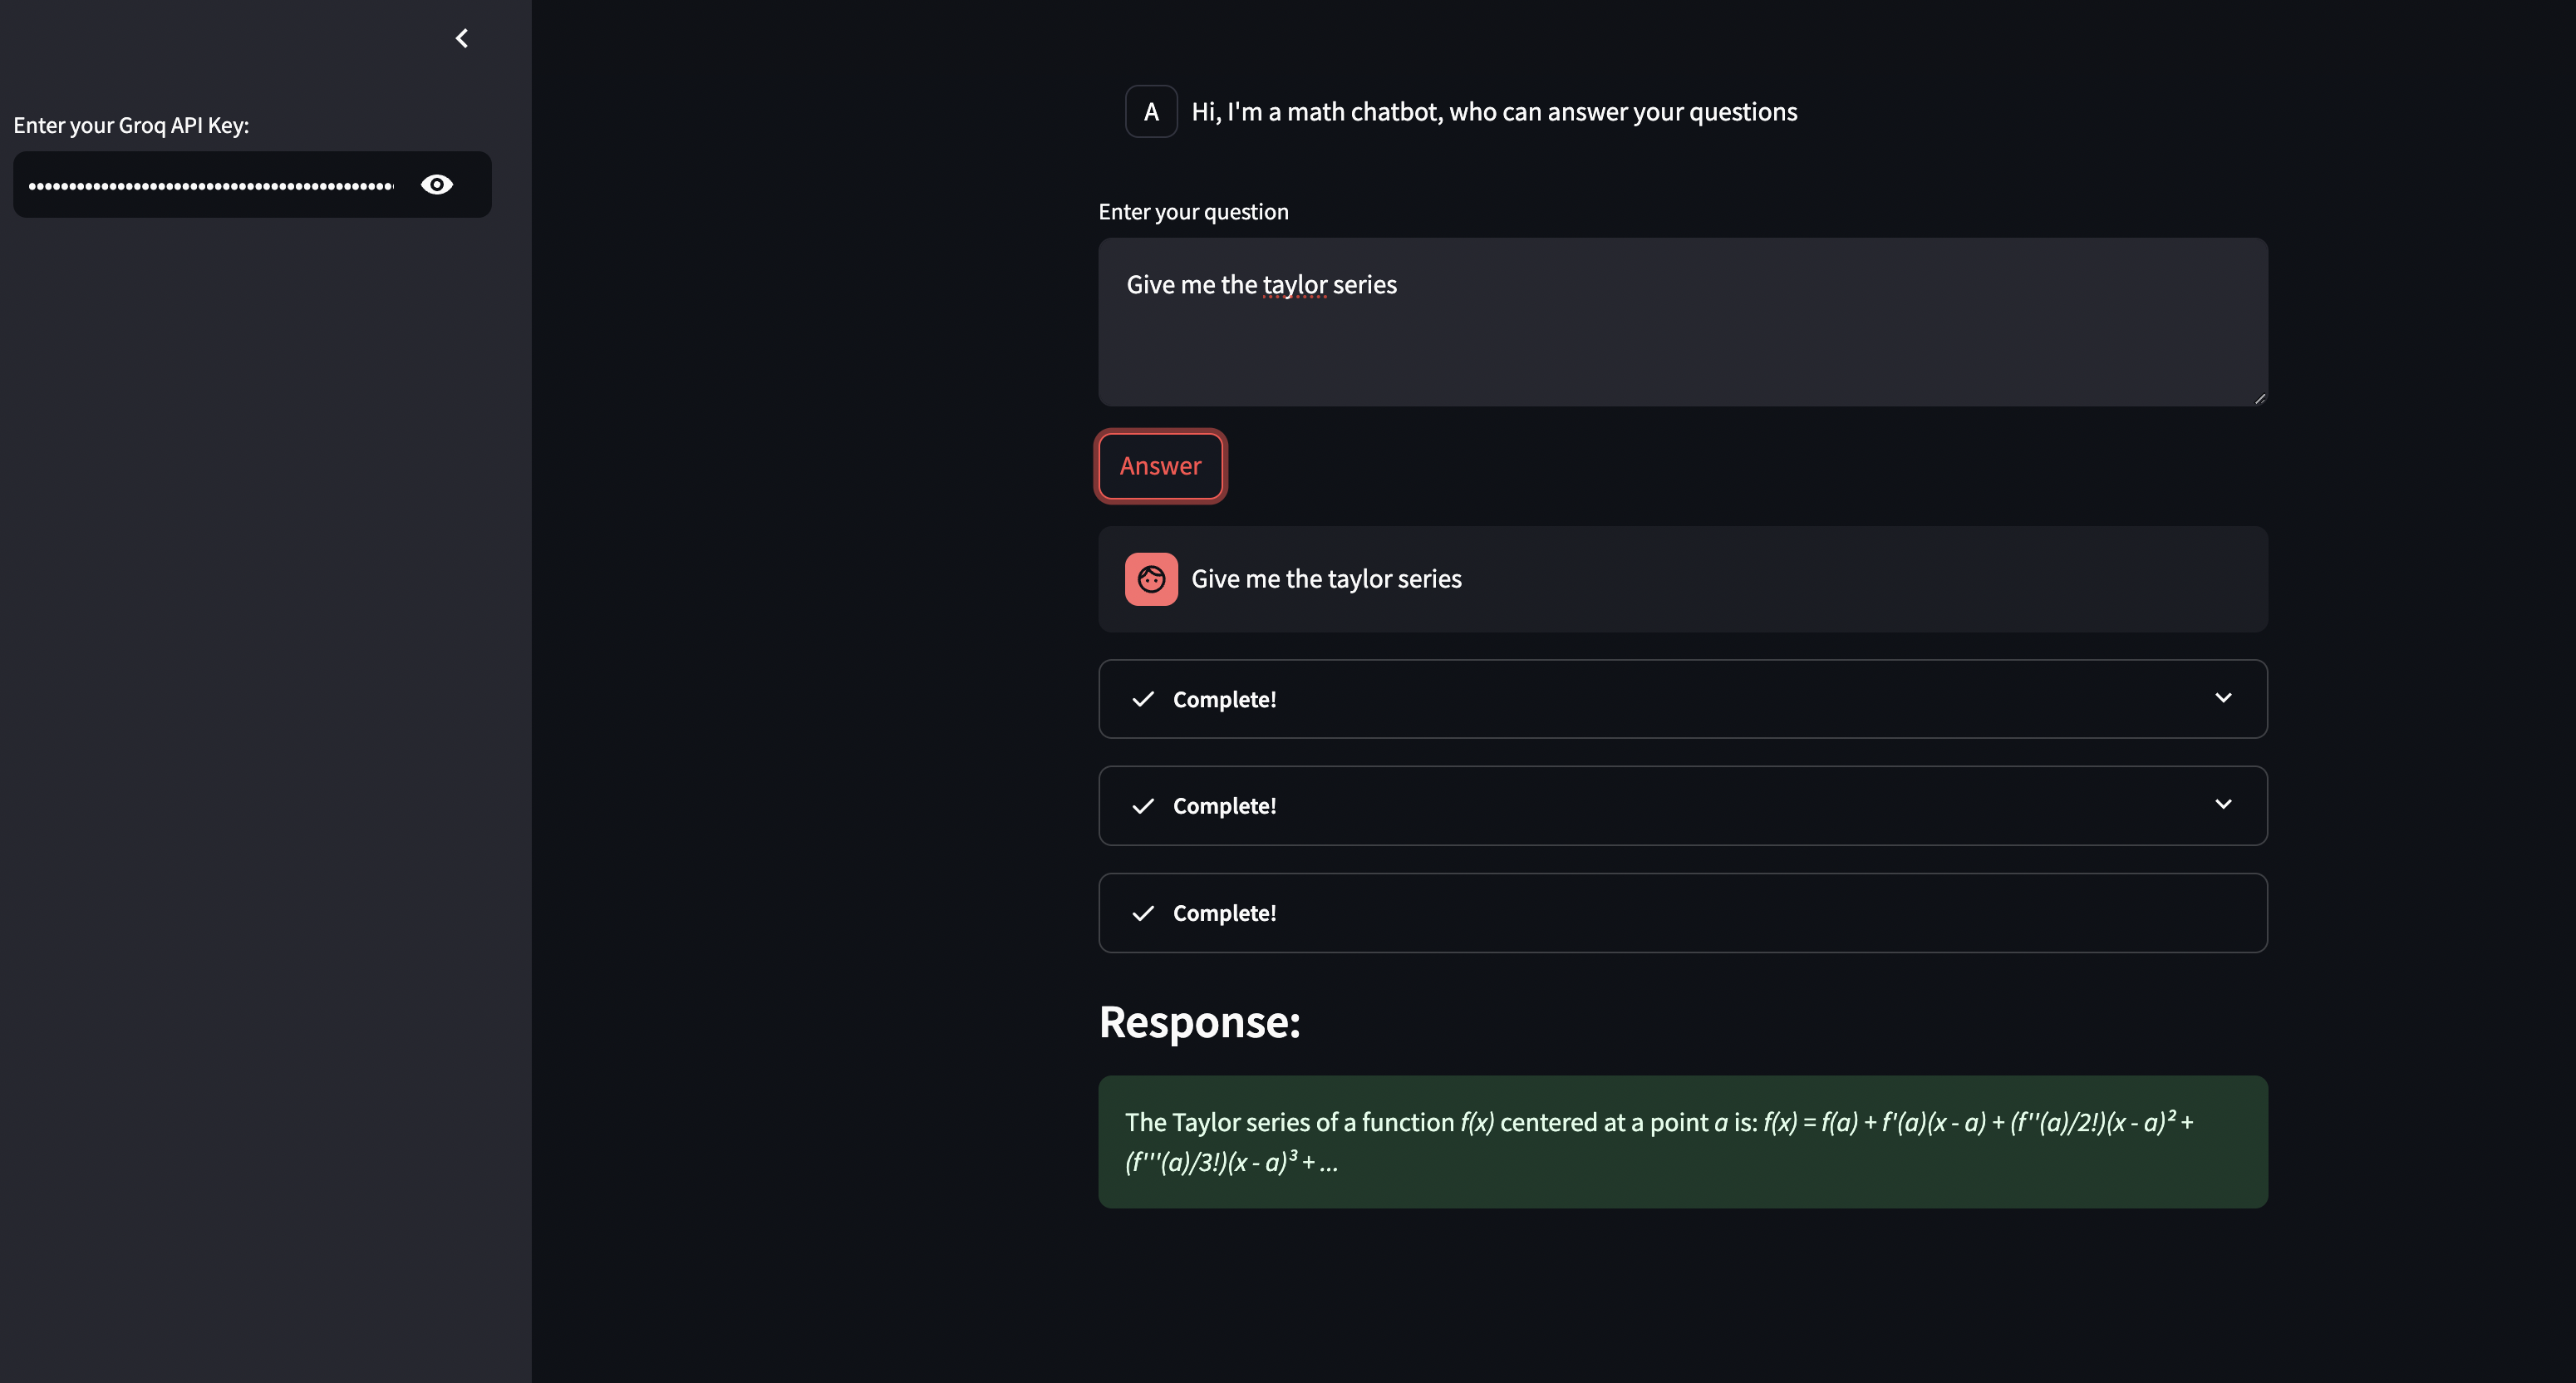 Enter your Groq API Key:
A
Hi, I'm a math chatbot, who can answer your questions
Enter your question
Give me the taylor series
Answer
Give me the taylor series
Complete!
Complete!
Complete!
Response:
The Taylor series of a function f(x) centered at a point a is: f(x) = f(a) + f'(a)(x - a) + (f''(a)/2!)(x - a)² +
(f'''(a)/3!)(x - a)³ + ...